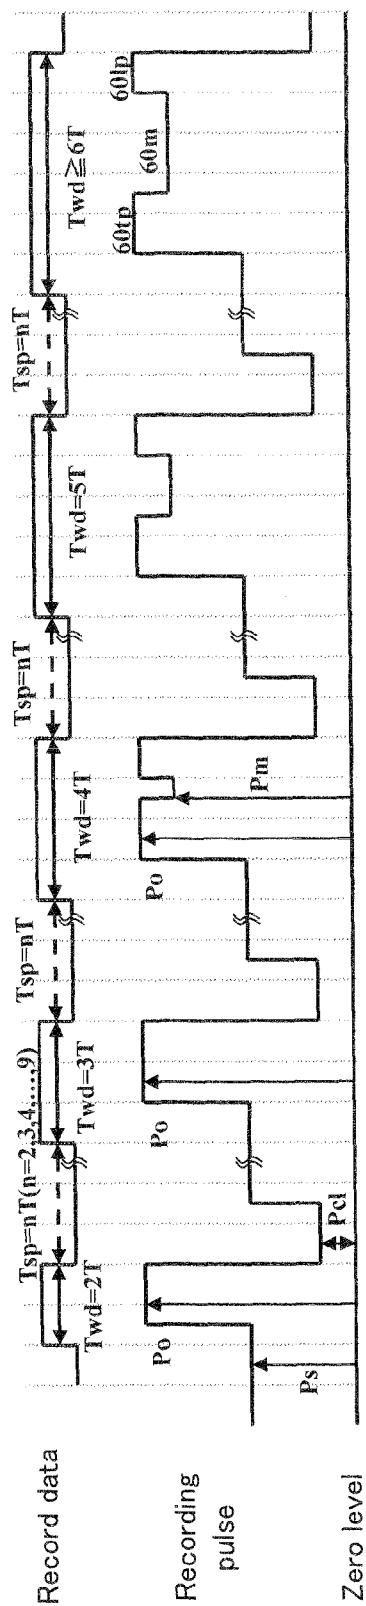 Record data
Twd=2T
Tsp=nT(n=2,3,4,...,9)
Twd=3T
Tsp=nT
Twd=4T
Tsp=nT
Twd=5T
Tsp=nT
Twd≧6T
Recording
pulse
Ps
Po
Pcl
Po
Po
Pm
60tp
60m
60lp
Zero level